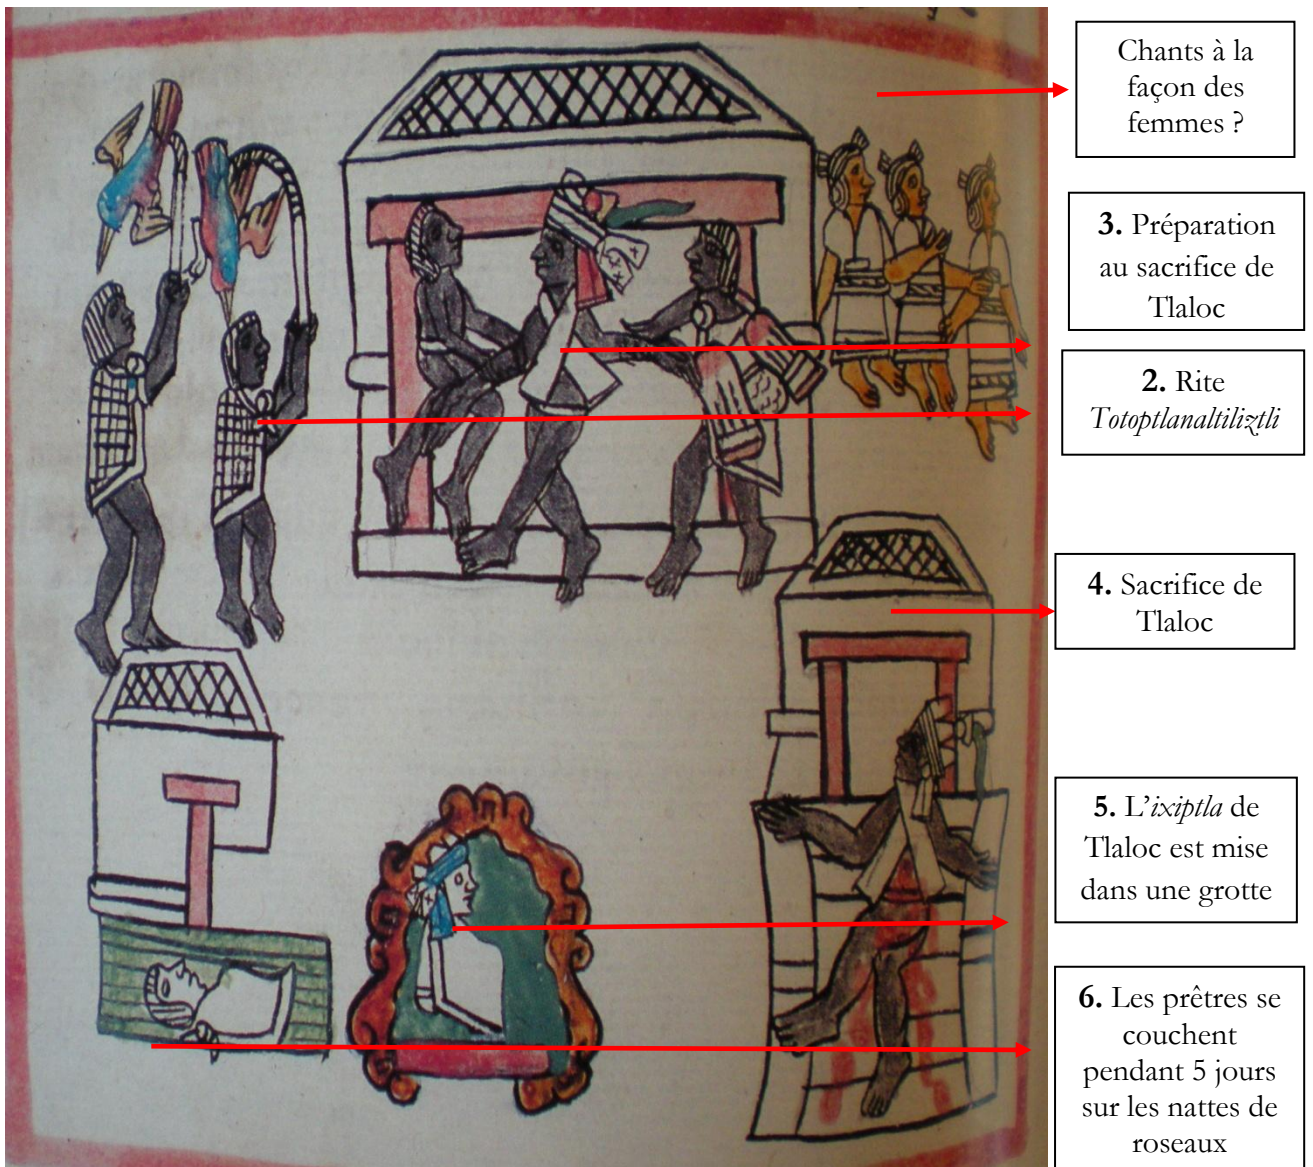 Chants à la
façon des
femmes ?
3. Préparation
au sacrifice de
Tlaloc
2. Rite
Totoptlanaltiliztli
4. Sacrifice de
Tlaloc
5. L'ixiptla de
Tlaloc est mise
dans une grotte
6. Les prêtres se
couchent
pendant 5 jours
sur les nattes de
roseaux